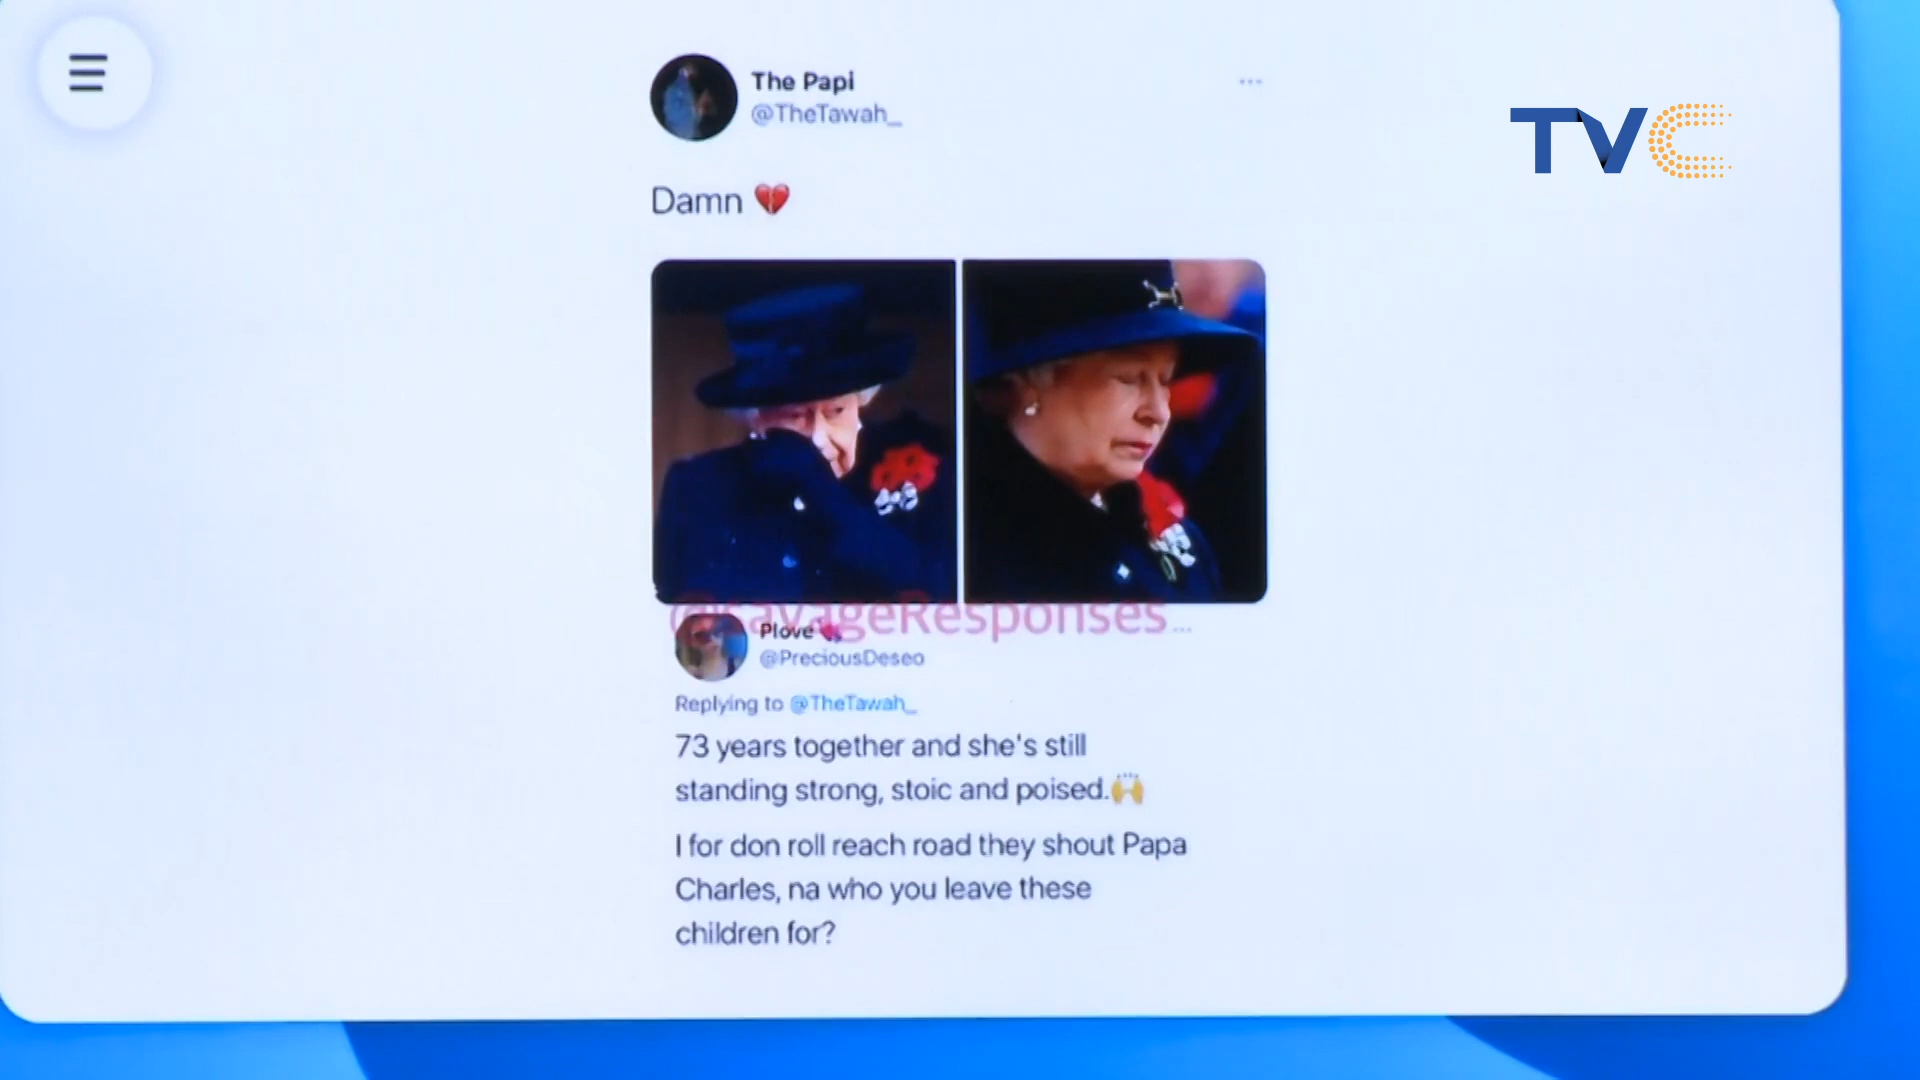 The Papi
@TheTawah_
TVC
Damn 💔
@SavageResponses
Plove
@PreciousDeseo
Replying to @TheTawah_
73 years together and she's still
standing strong, stoic and poised.🙌
I for don roll reach road they shout Papa
Charles, na who you leave these
children for?